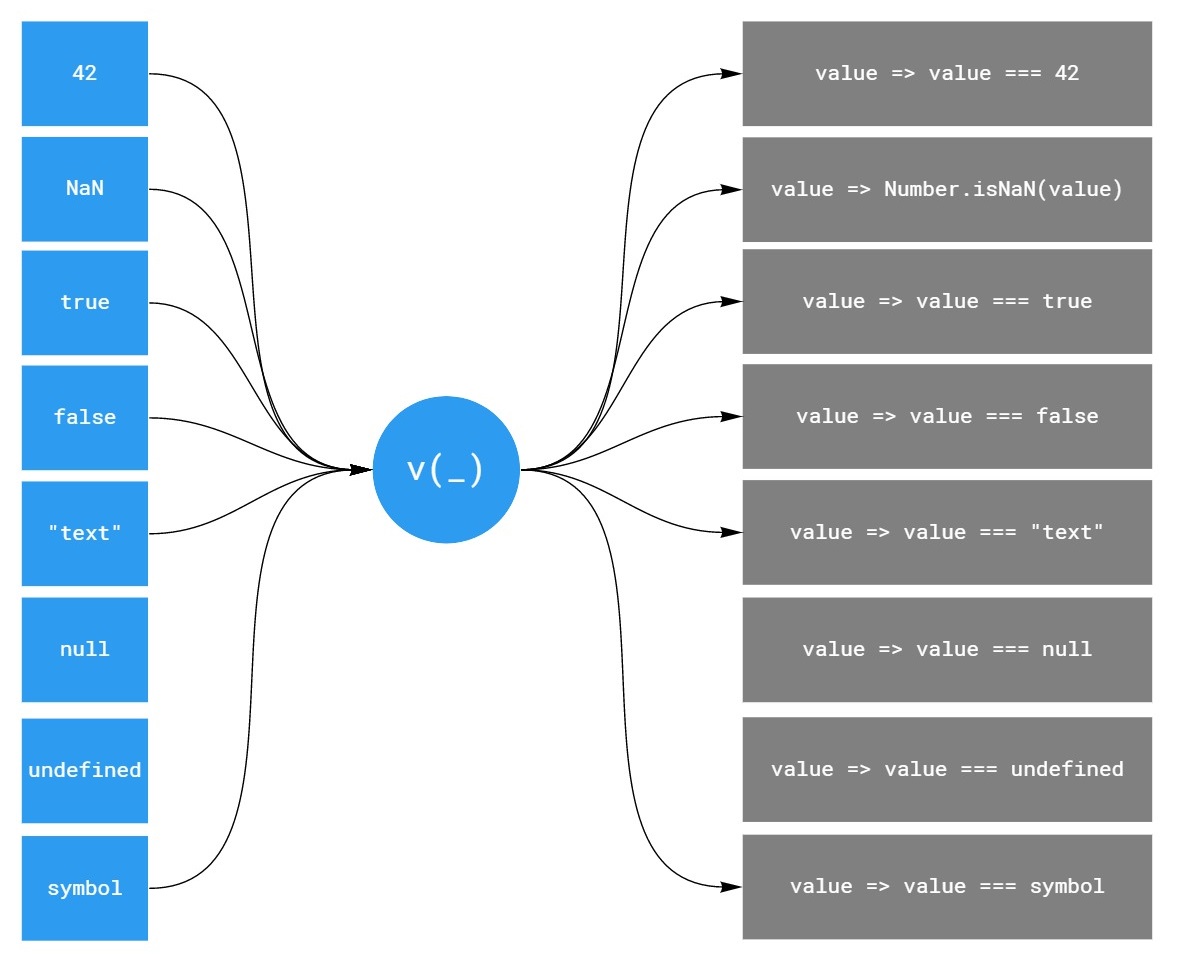 42
value => value === 42
NaN
value => Number.isNaN(value)
true
value => value === true
false
value => value === false
v(_)
"text"
value => value === "text"
null
value => value === null
undefined
value => value === undefined
symbol
value => value === symbol